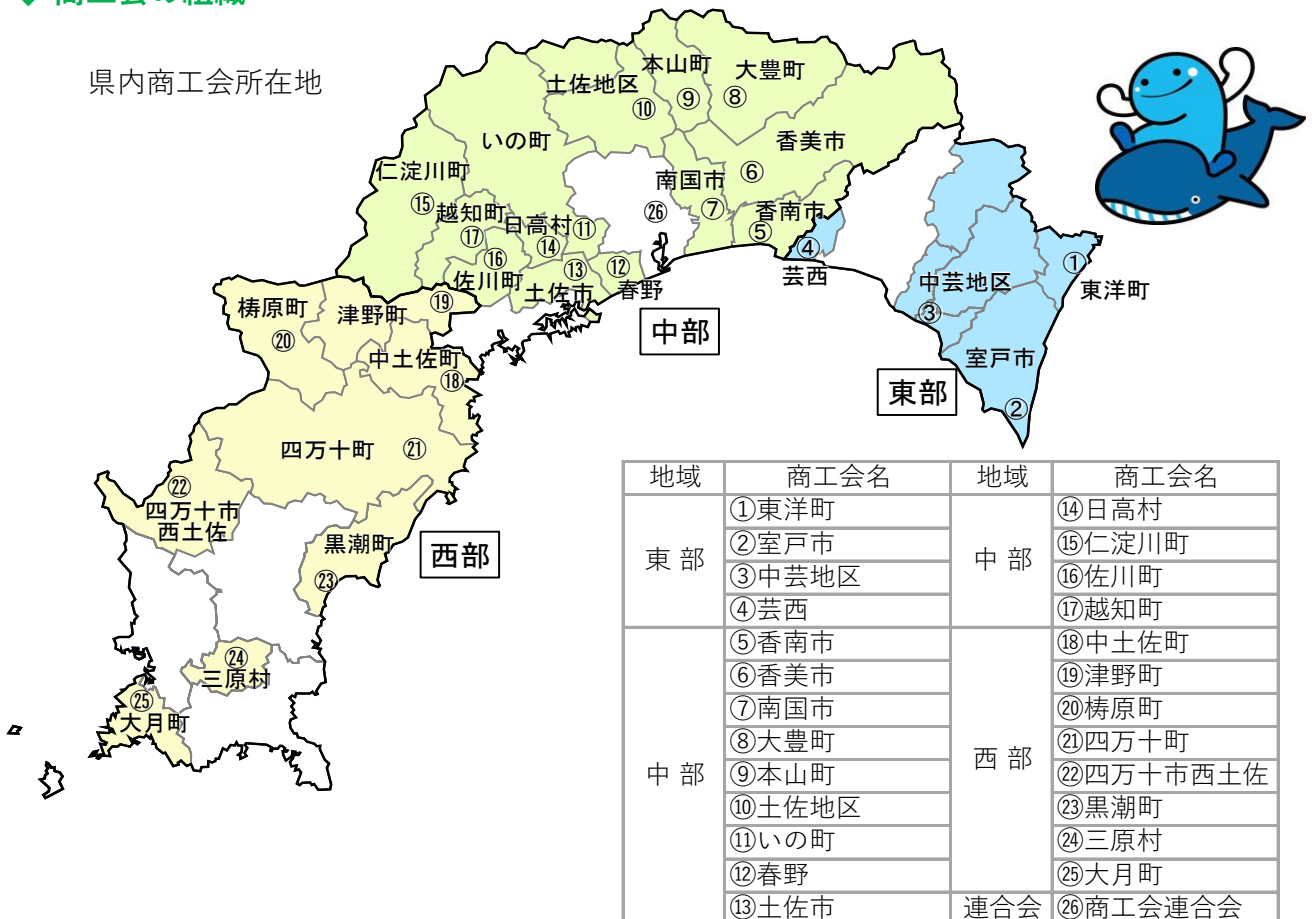 県内商工会所在地
本山町
⑨
大豊町
⑧
土佐地区
⑩
いの町
香美市
⑥
仁淀川町
⑮
南国市
⑦
越知町
⑰
日高村
⑭
⑪
㉖
香南市
⑤
④
芸西
⑯
佐川町
⑬
土佐市
⑫
春野
中芸地区
③
①
東洋町
梼原町
⑳
津野町
⑲
中部
中土佐町
⑱
室戸市
②
東部
四万十町
㉑
㉒
四万十市
西土佐
黒潮町
㉓
西部
㉔
三原村
㉕
大月町
地域 商工会名 地域 商工会名
東 部 ①東洋町 中 部 ⑭日高村
②室戸市 ⑮仁淀川町
③中芸地区 ⑯佐川町
④芸西 ⑰越知町
中 部 ⑤香南市 西 部 ⑱中土佐町
⑥香美市 ⑲津野町
⑦南国市 ⑳梼原町
⑧大豊町 ㉑四万十町
⑨本山町 ㉒四万十市西土佐
⑩土佐地区 ㉓黒潮町
⑪いの町 ㉔三原村
⑫春野 ㉕大月町
⑬土佐市 連合会 ㉖商工会連合会